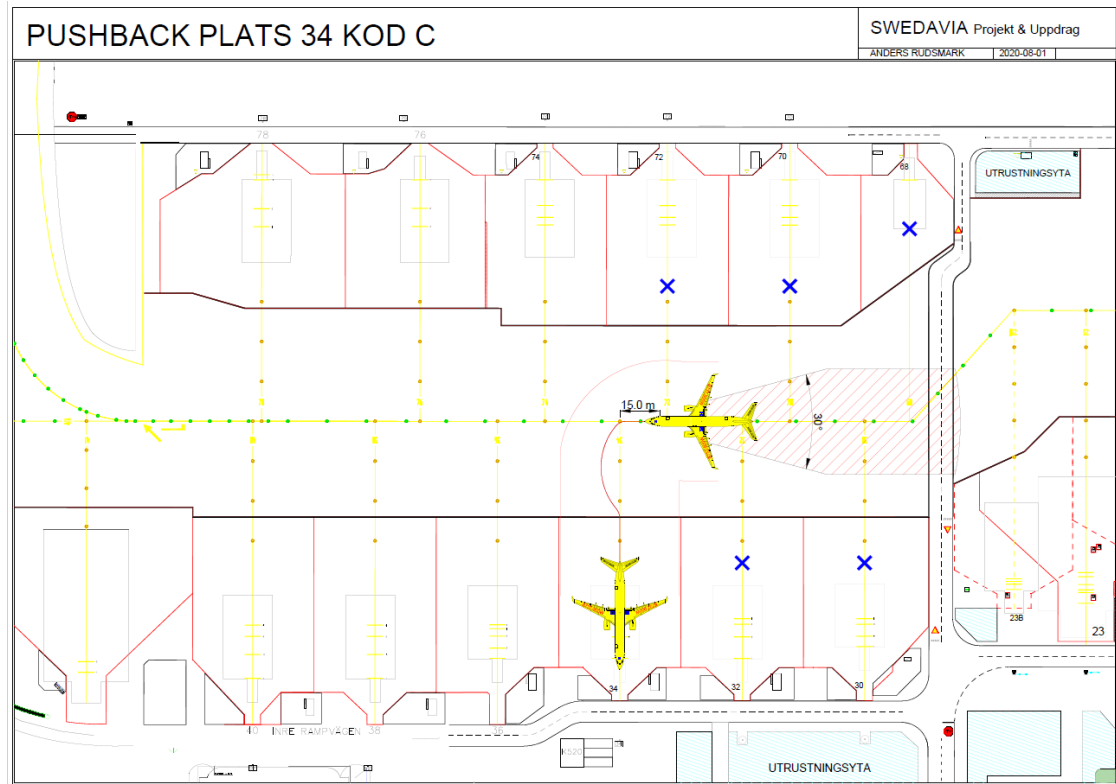 PUSHBACK PLATS 34 KOD C
SWEDAVIA Projekt & Uppdrag
ANDERS RUDSMARK 2020-08-01
78
76
74
72
70
68
UTRUSTNINGSYTA
15.0 m
30°
23B
23
34
32
30
40 INRE RAMPVÄGEN 38
36
K520
UTRUSTNINGSYTA